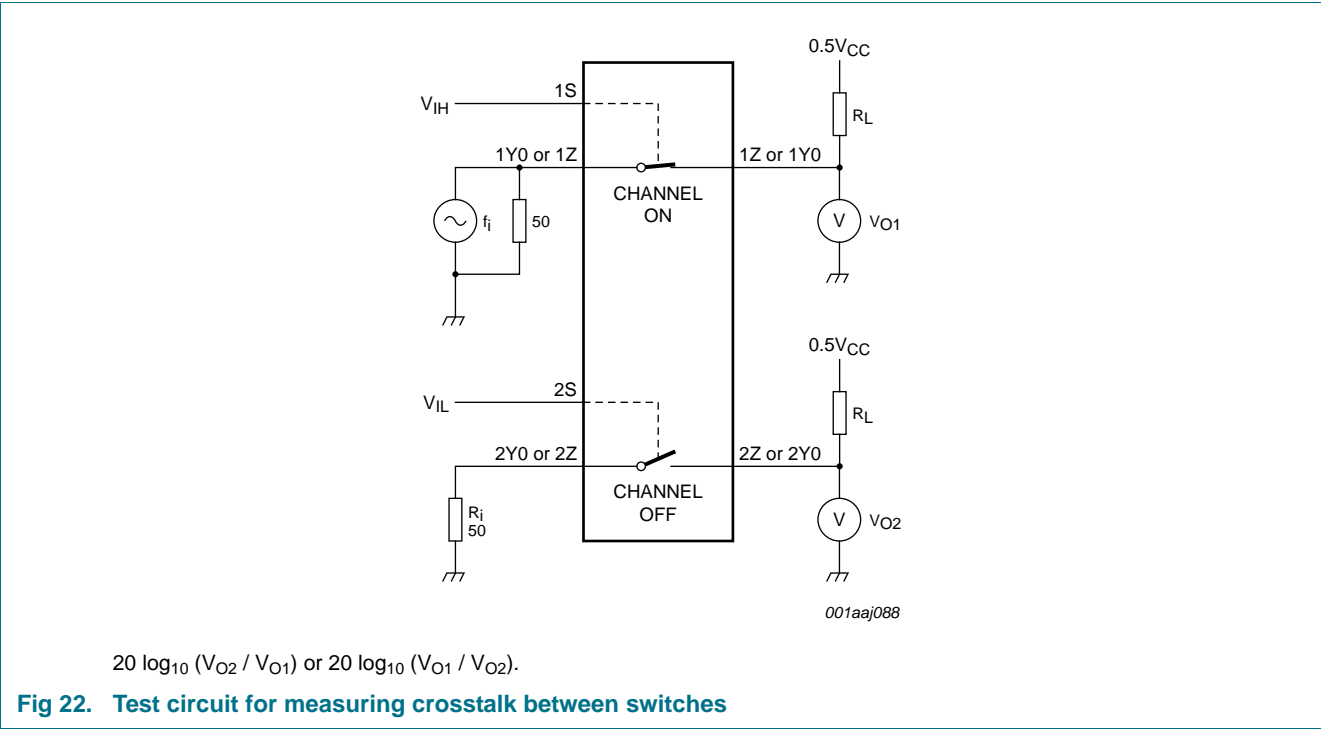 0.5VCC
RL
1S
VIH
1Y0 or 1Z
1Z or 1Y0
CHANNEL
ON
fi
50
V
VO1
0.5VCC
RL
2S
VIL
2Y0 or 2Z
2Z or 2Y0
CHANNEL
OFF
Ri
50
V
VO2
001aaj088
20 log10 (VO2 / VO1) or 20 log10 (VO1 / VO2).
Fig 22. Test circuit for measuring crosstalk between switches